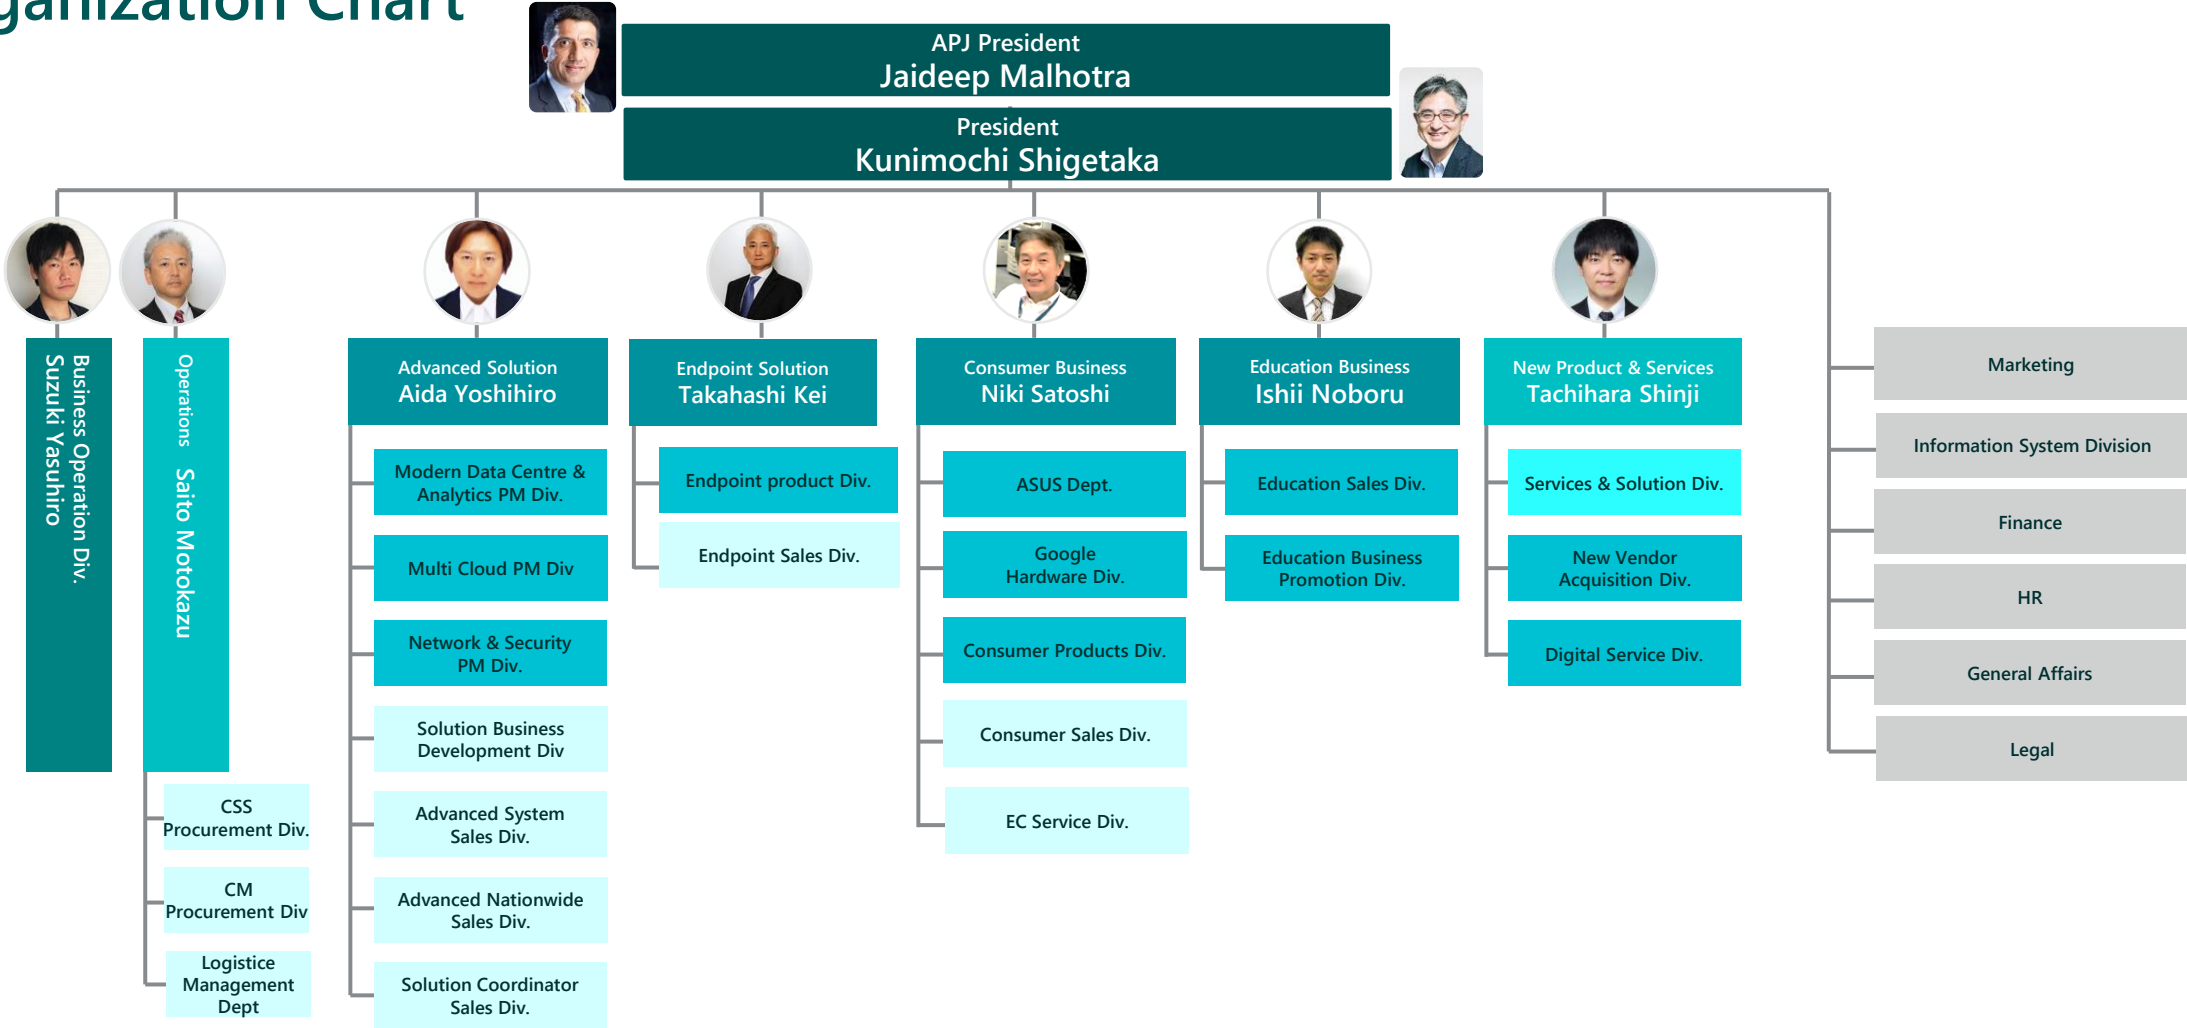 ganization Chart
APJ President
Jaideep Malhotra
President
Kunimochi Shigetaka
Business Operation Div.
Suzuki Yasuhiro
Operations Saito Motokazu
CSS
Procurement Div.
CM
Procurement Div
Logistice
Management
Dept
Advanced Solution
Aida Yoshihiro
Modern Data Centre &
Analytics PM Div.
Multi Cloud PM Div
Network & Security
PM Div.
Solution Business
Development Div
Advanced System
Sales Div.
Advanced Nationwide
Sales Div.
Solution Coordinator
Sales Div.
Endpoint Solution
Takahashi Kei
Endpoint product Div.
Endpoint Sales Div.
Consumer Business
Niki Satoshi
ASUS Dept.
Google
Hardware Div.
Consumer Products Div.
Consumer Sales Div.
EC Service Div.
Education Business
Ishii Noboru
Education Sales Div.
Education Business
Promotion Div.
New Product & Services
Tachihara Shinji
Services & Solution Div.
New Vendor
Acquisition Div.
Digital Service Div.
Marketing
Information System Division
Finance
HR
General Affairs
Legal